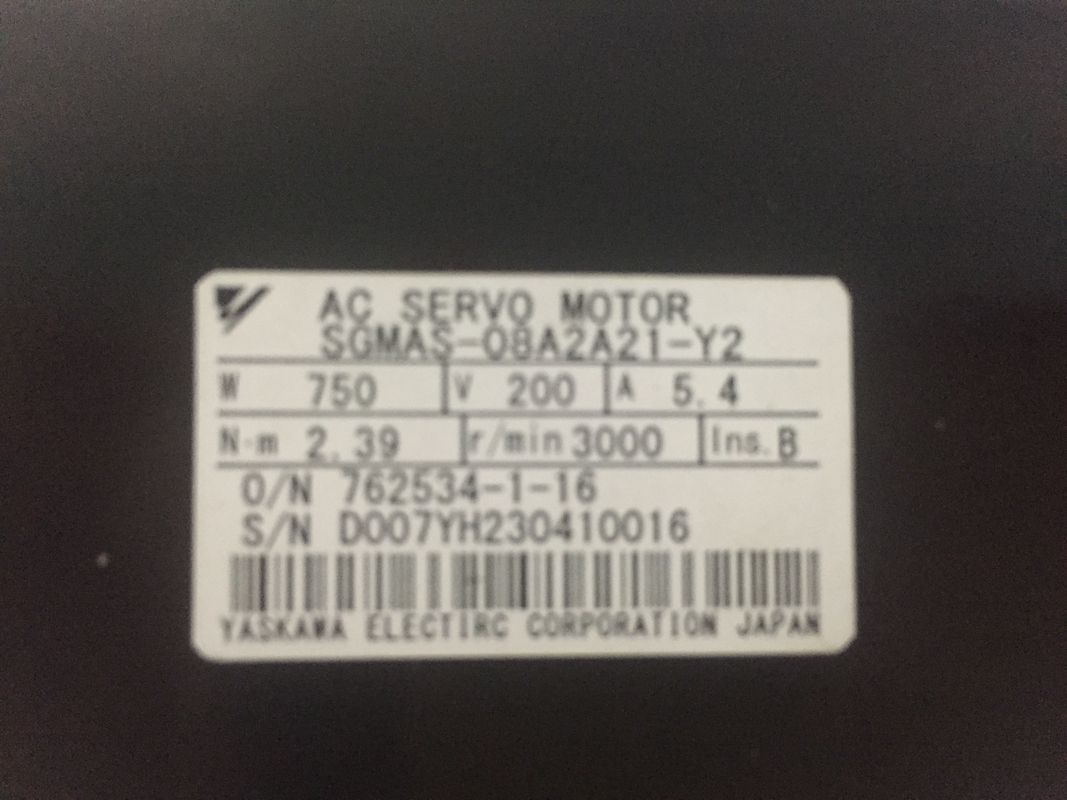 AC SERVO MOTOR
SGMAS-08A2A21-Y2
W 750 V 200 A 5.4
N·m 2.39 r/min 3000 Ins. B
O/N 762534-1-16
S/N D007YH230410016
YASKAWA ELECTIRC CORPORATION JAPAN